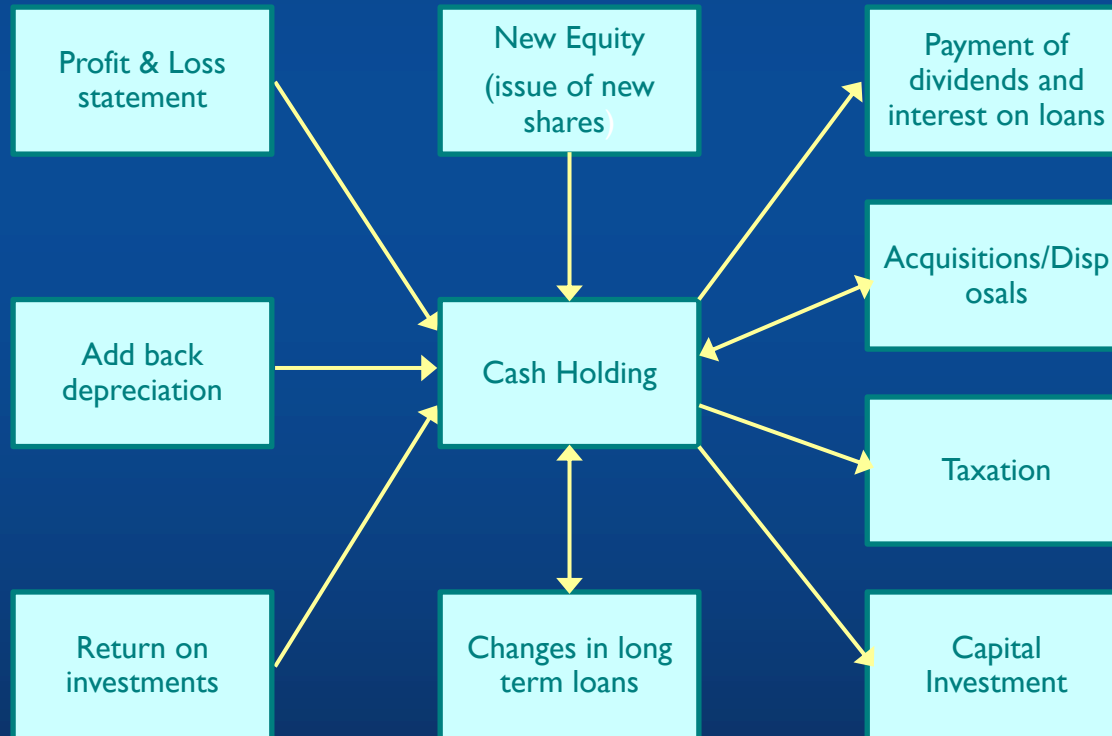 Profit & Loss
statement
New Equity
(issue of new
shares)
Payment of
dividends and
interest on loans
Acquisitions/Disp
osals
Add back
depreciation
Cash Holding
Taxation
Return on
investments
Changes in long
term loans
Capital
Investment